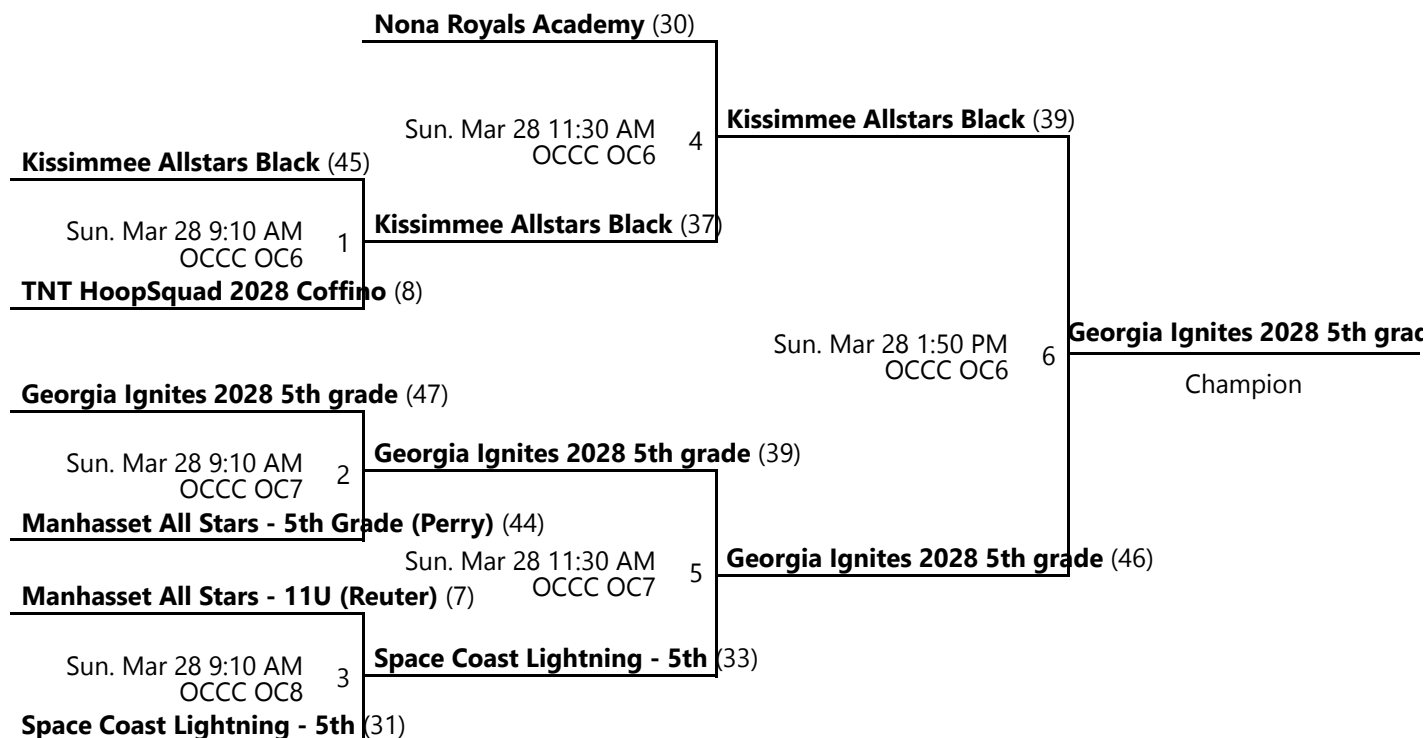 Nona Royals Academy (30)
Sun. Mar 28 11:30 AM
OCCC OC6
4
Kissimmee Allstars Black (39)
Kissimmee Allstars Black (45)
Sun. Mar 28 9:10 AM
OCCC OC6
1
Kissimmee Allstars Black (37)
TNT HoopSquad 2028 Coffino (8)
Sun. Mar 28 1:50 PM
OCCC OC6
6
Georgia Ignites 2028 5th grad
Champion
Georgia Ignites 2028 5th grade (47)
Sun. Mar 28 9:10 AM
OCCC OC7
2
Georgia Ignites 2028 5th grade (39)
Manhasset All Stars - 5th Grade (Perry) (44)
Sun. Mar 28 11:30 AM
OCCC OC7
5
Georgia Ignites 2028 5th grade (46)
Manhasset All Stars - 11U (Reuter) (7)
Sun. Mar 28 9:10 AM
OCCC OC8
3
Space Coast Lightning - 5th (33)
Space Coast Lightning - 5th (31)